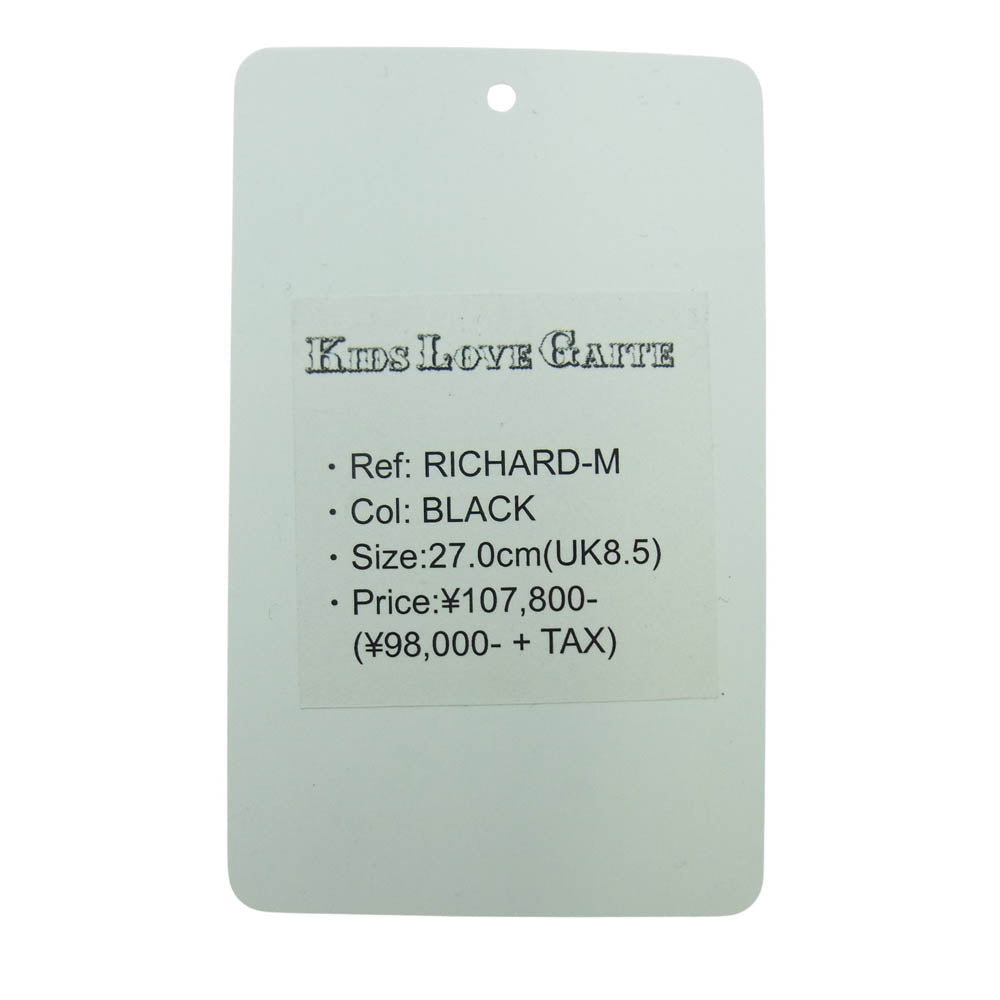 KIDS LOVE GAITE
・Ref: RICHARD-M
・Col: BLACK
・Size:27.0cm(UK8.5)
・Price:¥107,800-
(¥98,000- + TAX)